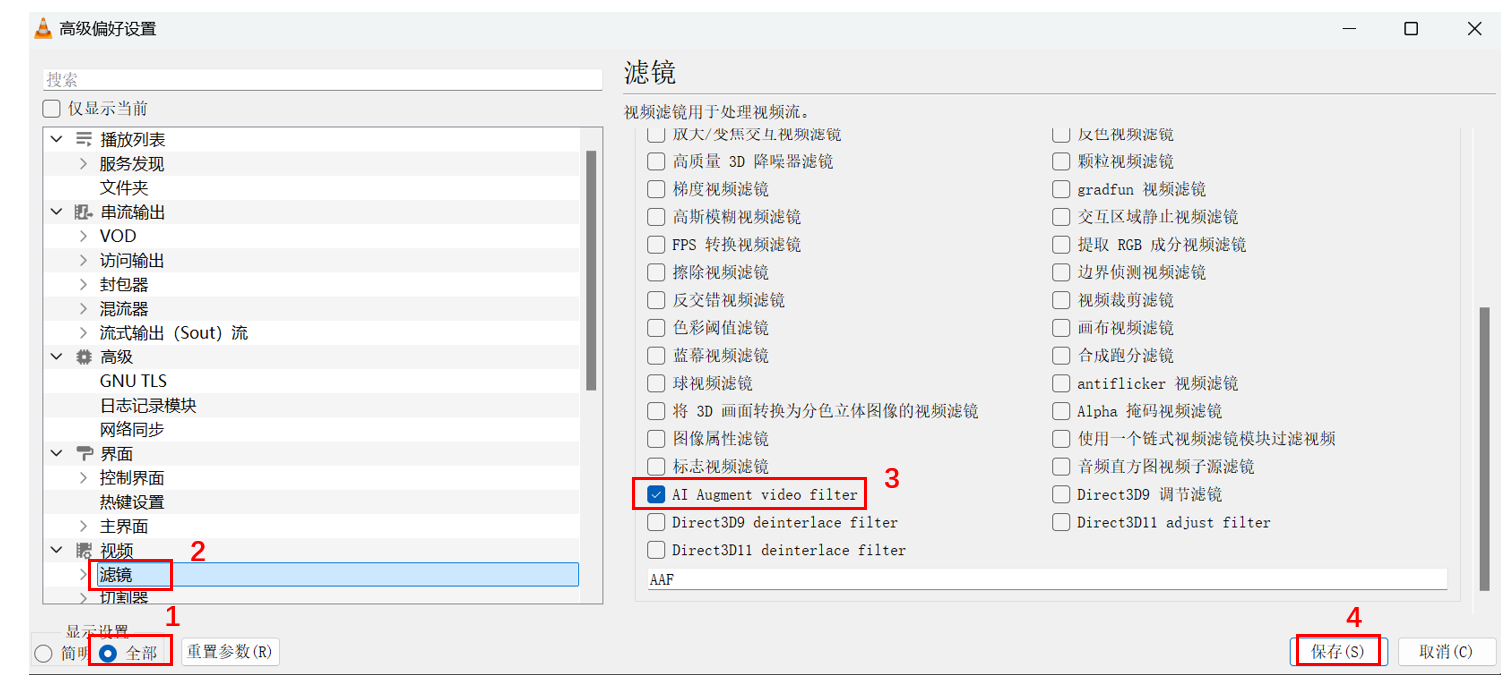 高级偏好设置
搜索
仅显示当前
播放列表
服务发现
文件夹
串流输出
VOD
访问输出
封包器
混流器
流式输出（Sout）流
高级
GNU TLS
日志记录模块
网络同步
界面
控制界面
热键设置
主界面
视频
2
滤镜
切割器
1
显示设置
简明
全部
重置参数(R)
滤镜
视频滤镜用于处理视频流。
放大/变焦交互视频滤镜
反色视频滤镜
高质量 3D 降噪器滤镜
颗粒视频滤镜
梯度视频滤镜
gradfun 视频滤镜
高斯模糊视频滤镜
交互区域静止视频滤镜
FPS 转换视频滤镜
提取 RGB 成分视频滤镜
擦除视频滤镜
边界侦测视频滤镜
反交错视频滤镜
视频裁剪滤镜
色彩阈值滤镜
画布视频滤镜
蓝幕视频滤镜
合成跑分滤镜
球视频滤镜
antiflicker 视频滤镜
将 3D 画面转换为分色立体图像的视频滤镜
Alpha 掩码视频滤镜
图像属性滤镜
使用一个链式视频滤镜模块过滤视频
标志视频滤镜
音频直方图视频子源滤镜
3
AI Augment video filter
Direct3D9 调节滤镜
Direct3D9 deinterlace filter
Direct3D11 adjust filter
Direct3D11 deinterlace filter
AAF
4
保存(S)
取消(C)